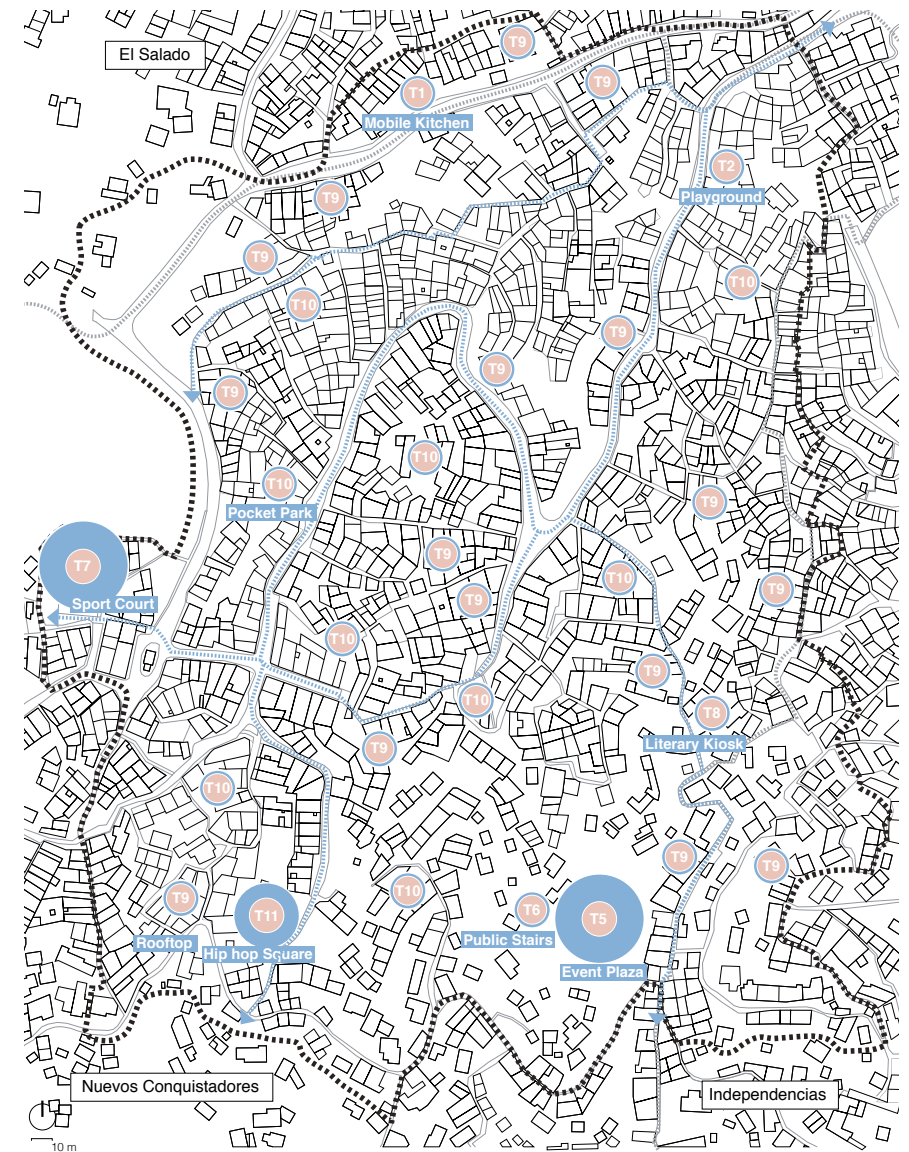 T9
El Salado
T9
T1
Mobile Kitchen
T2
Playground
T9
T9
T10
T10
T9
T9
T9
T10
T10
Pocket Park
T9
T9
T7
Sport Court
T10
T9
T9
T10
T9
T10
T8
Literary Kiosk
T9
T10
T9
T9
T10
T9
T6
T11
T5
Rooftop
Public Stairs
Hip hop Square
Event Plaza
Nuevos Conquistadores
Independencias
10 m